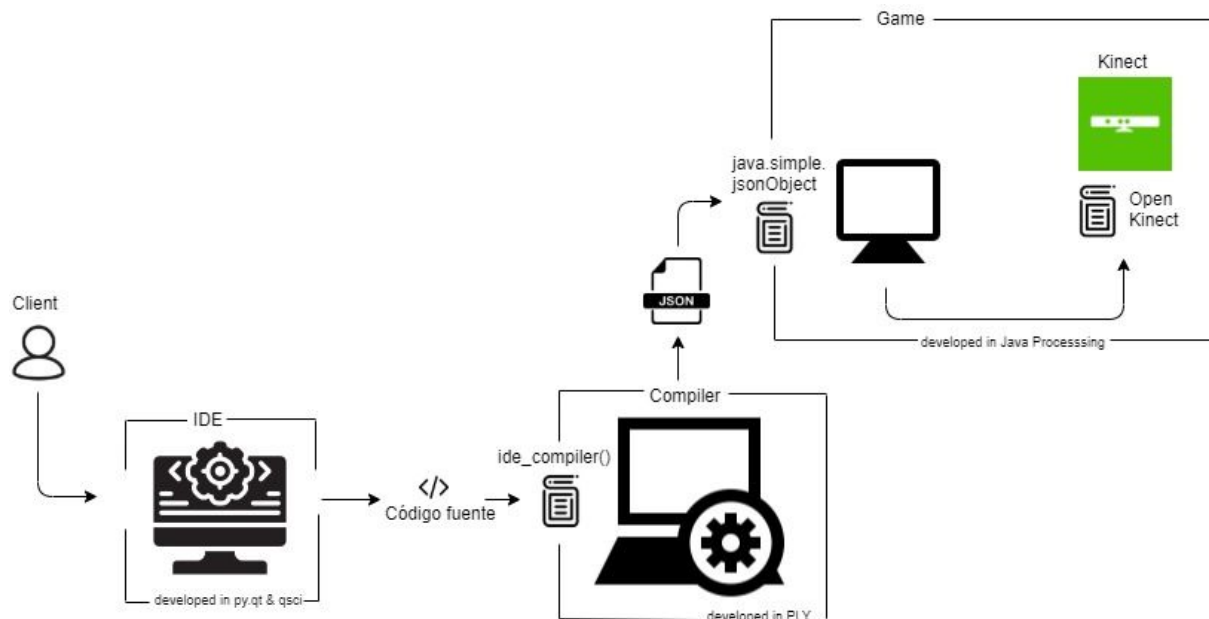 Game
Kinect
java.simple.
jsonObject
Open
Kinect
JSON
developed in Java Processsing
Client
Compiler
IDE
ide_compiler()
</>
Código fuente
developed in py.qt & qsci
developed in PLY